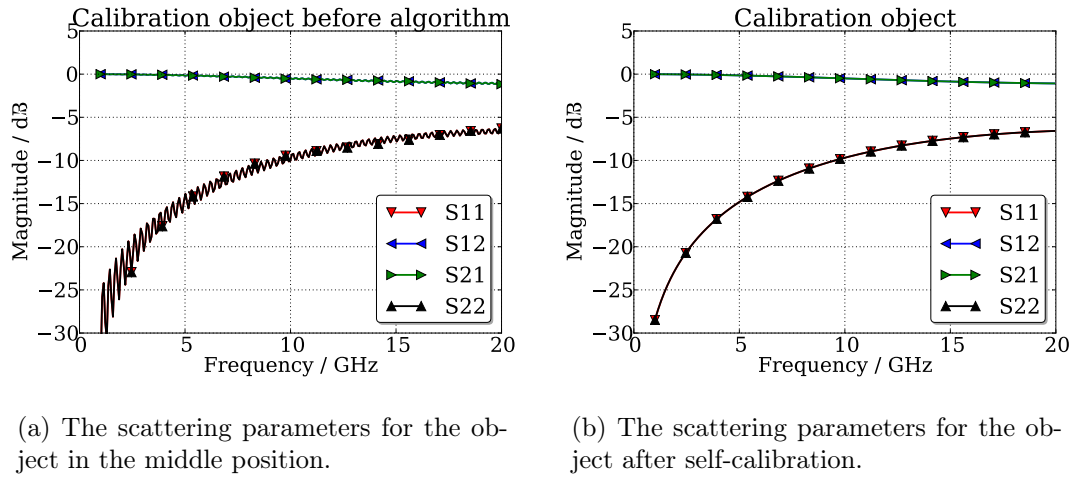 Calibration object before algorithm
5
0
−5
−10
−15
−20
−25
−30
Magnitude / dB
0
5
10
15
20
Frequency / GHz
S11
S12
S21
S22
Calibration object
5
0
−5
−10
−15
−20
−25
−30
Magnitude / dB
0
5
10
15
20
Frequency / GHz
S11
S12
S21
S22
(a) The scattering parameters for the ob-
ject in the middle position.
(b) The scattering parameters for the ob-
ject after self-calibration.